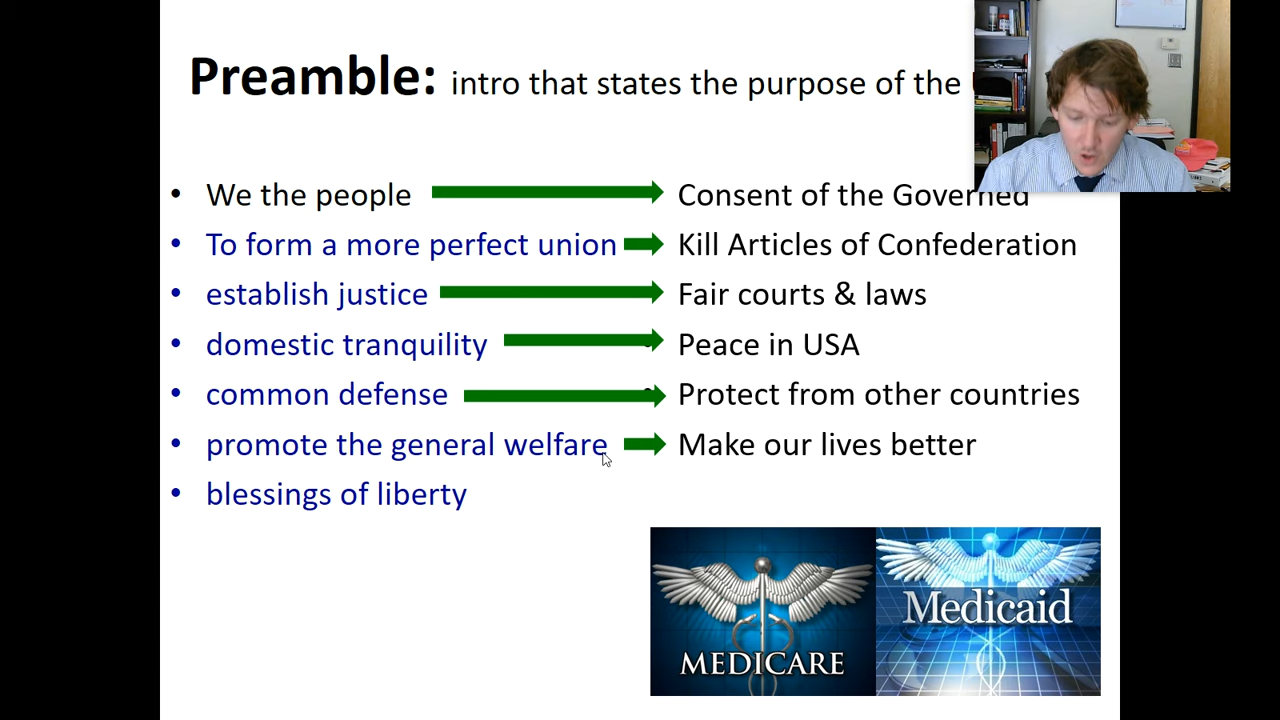 Preamble: intro that states the purpose of the
• We the people Consent of the Governed
• To form a more perfect union Kill Articles of Confederation
• establish justice Fair courts & laws
• domestic tranquility Peace in USA
• common defense Protect from other countries
• promote the general welfare Make our lives better
• blessings of liberty
MEDICARE
Medicaid